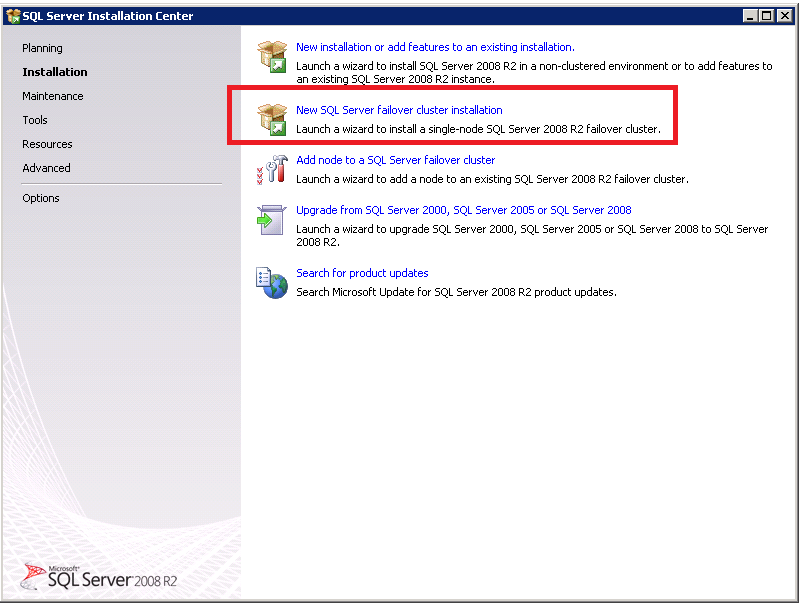 SQL Server Installation Center
Planning
Installation
Maintenance
Tools
Resources
Advanced
Options
New installation or add features to an existing installation.
Launch a wizard to install SQL Server 2008 R2 in a non-clustered environment or to add features to
an existing SQL Server 2008 R2 instance.
New SQL Server failover cluster installation
Launch a wizard to install a single-node SQL Server 2008 R2 failover cluster.
Add node to a SQL Server failover cluster
Launch a wizard to add a node to an existing SQL Server 2008 R2 failover cluster.
Upgrade from SQL Server 2000, SQL Server 2005 or SQL Server 2008
Launch a wizard to upgrade SQL Server 2000, SQL Server 2005 or SQL Server 2008 to SQL Server
2008 R2.
Search for product updates
Search Microsoft Update for SQL Server 2008 R2 product updates.
Microsoft®
SQL Server 2008 R2